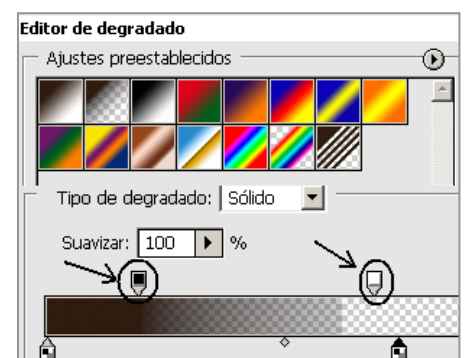 Editor de degradado
Ajustes preestablecidos
Tipo de degradado: Sólido
Suavizar: 100 %